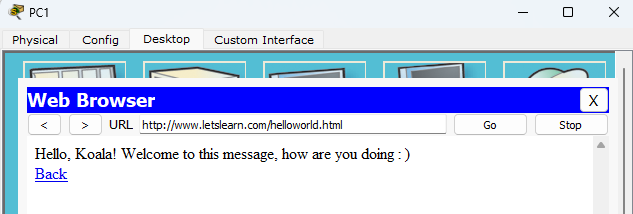 PC1
Physical Config Desktop Custom Interface
Web Browser X
< > URL http://www.letslearn.com/helloworld.html Go Stop
Hello, Koala! Welcome to this message, how are you doing : )
Back